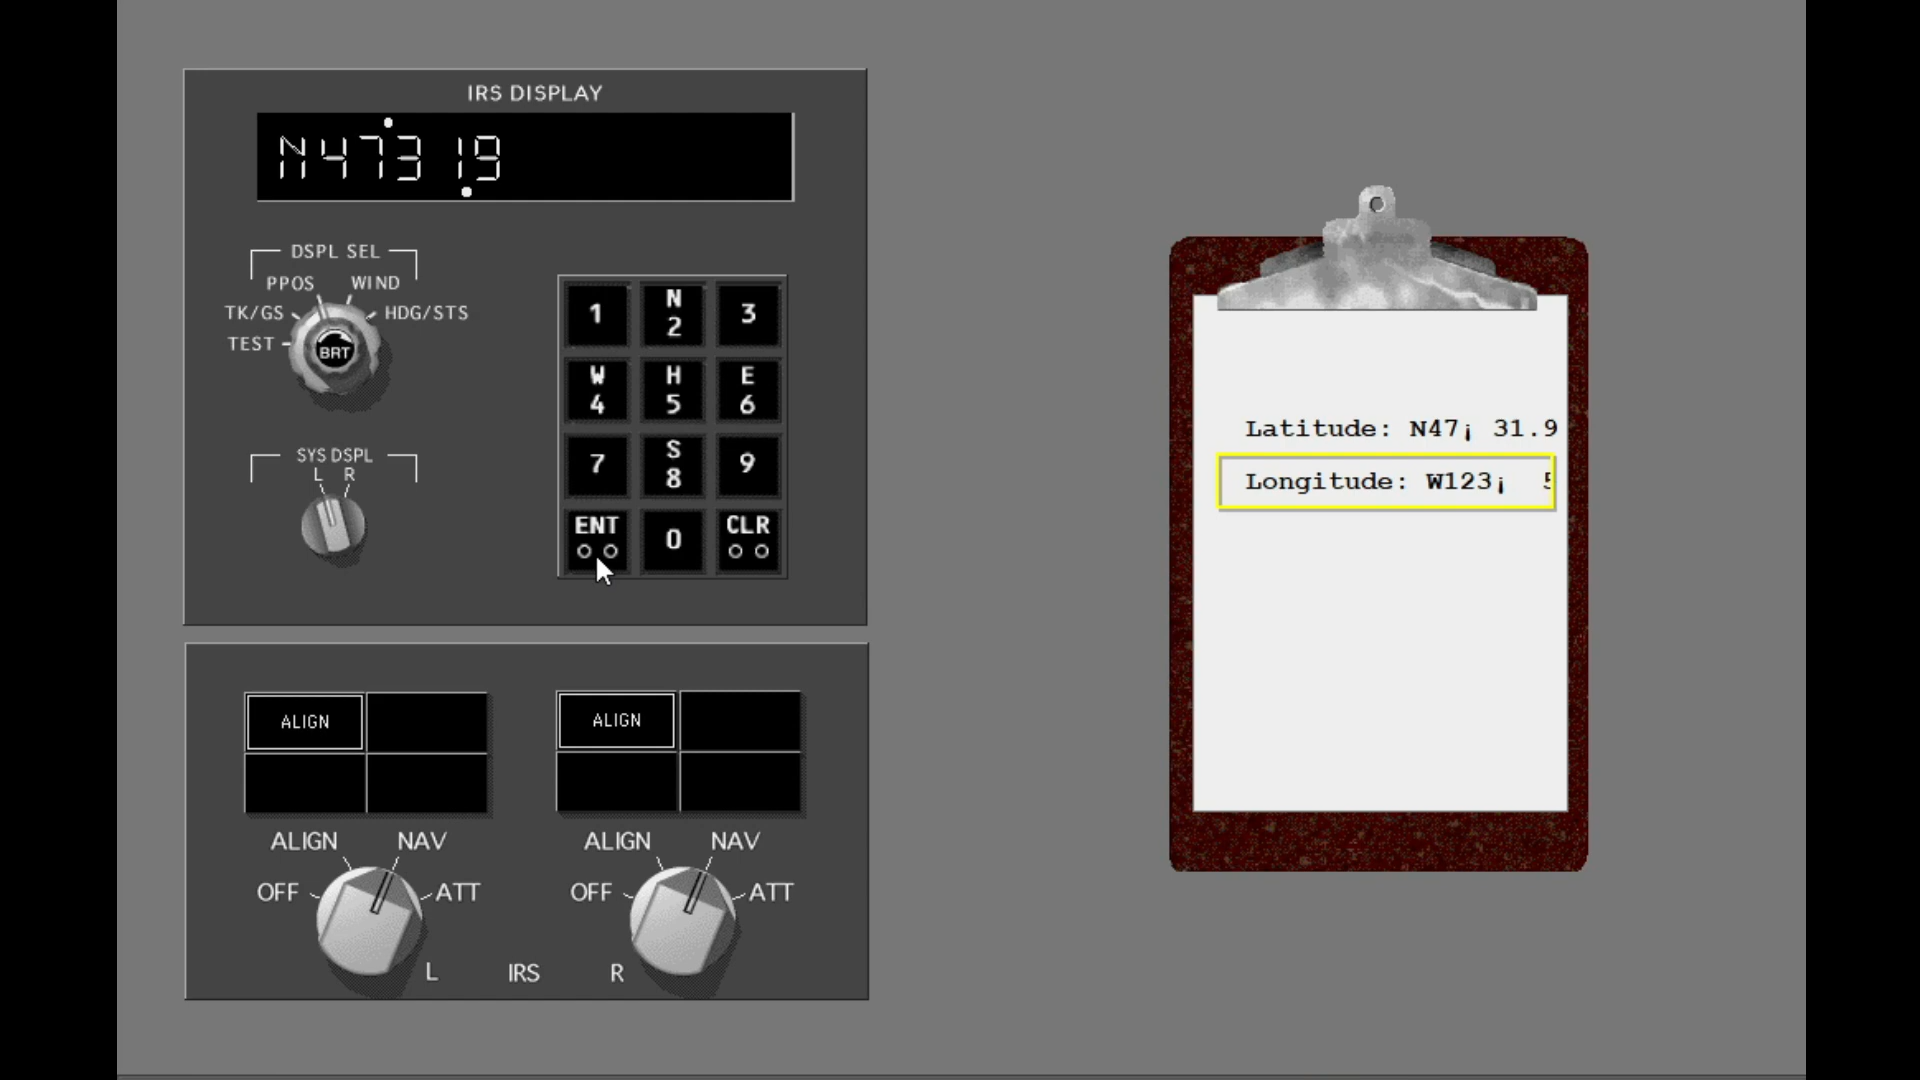 IRS DISPLAY
N473 19
DSPL SEL
PPOS WIND
TK/GS HDG/STS
TEST BRT
SYS DSPL
L R
1 N 2 3
W 4 H 5 E 6
7 S 8 9
ENT 0 CLR
Latitude: N47¡ 31.9
Longitude: W123¡
ALIGN ALIGN
ALIGN NAV ALIGN NAV
OFF ATT OFF ATT
L IRS R